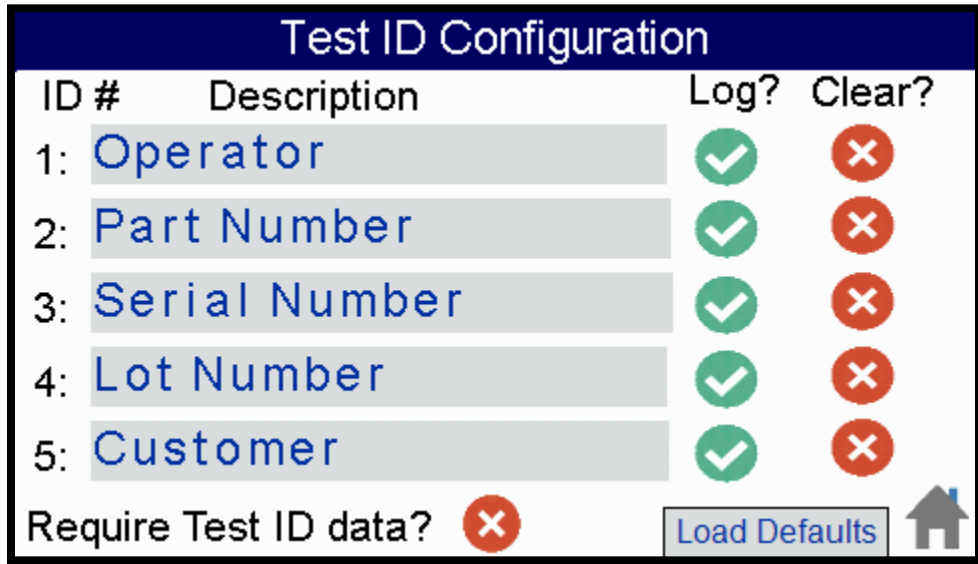 Test ID Configuration
ID # Description Log? Clear?
1: Operator
2: Part Number
3: Serial Number
4: Lot Number
5: Customer
Require Test ID data? Load Defaults